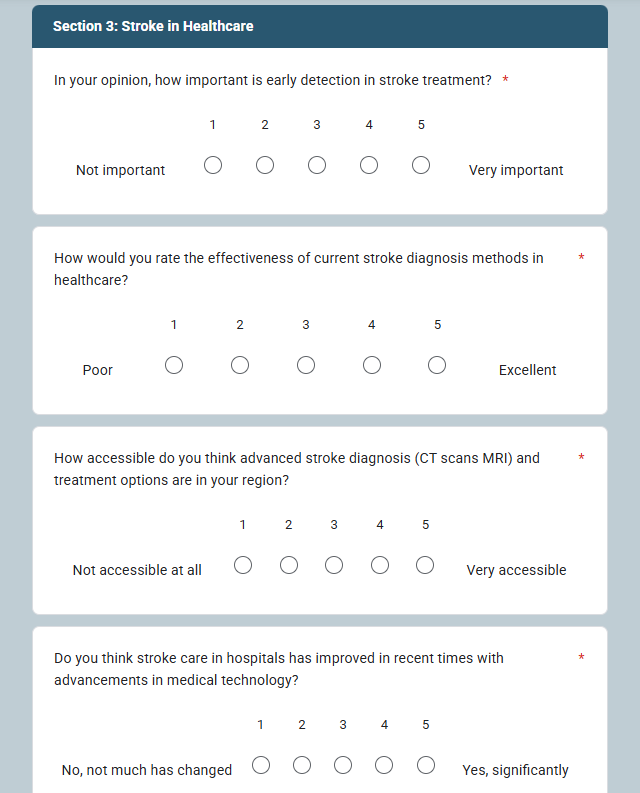 Section 3: Stroke in Healthcare
In your opinion, how important is early detection in stroke treatment? *
1 2 3 4 5
Not important Very important
How would you rate the effectiveness of current stroke diagnosis methods in *
healthcare?
1 2 3 4 5
Poor Excellent
How accessible do you think advanced stroke diagnosis (CT scans MRI) and *
treatment options are in your region?
1 2 3 4 5
Not accessible at all Very accessible
Do you think stroke care in hospitals has improved in recent times with *
advancements in medical technology?
1 2 3 4 5
No, not much has changed Yes, significantly